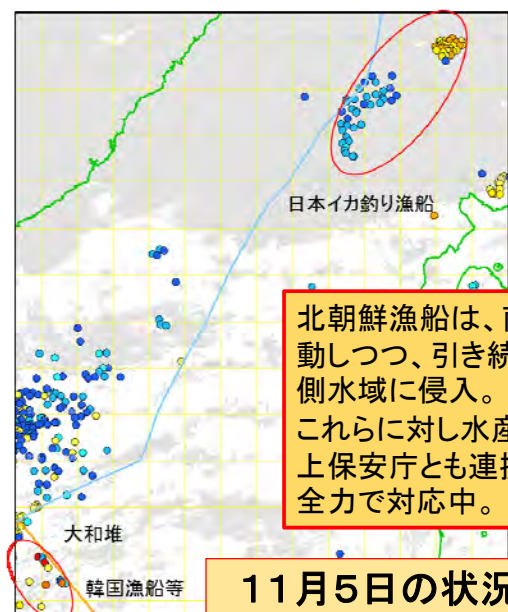 日本イカ釣り漁船
北朝鮮漁船は、
動しつつ、引き続
側水域に侵入。
これらに対し水産
上保安庁とも連
全力で対応中。
大和堆
韓国漁船等
11月5日の状況